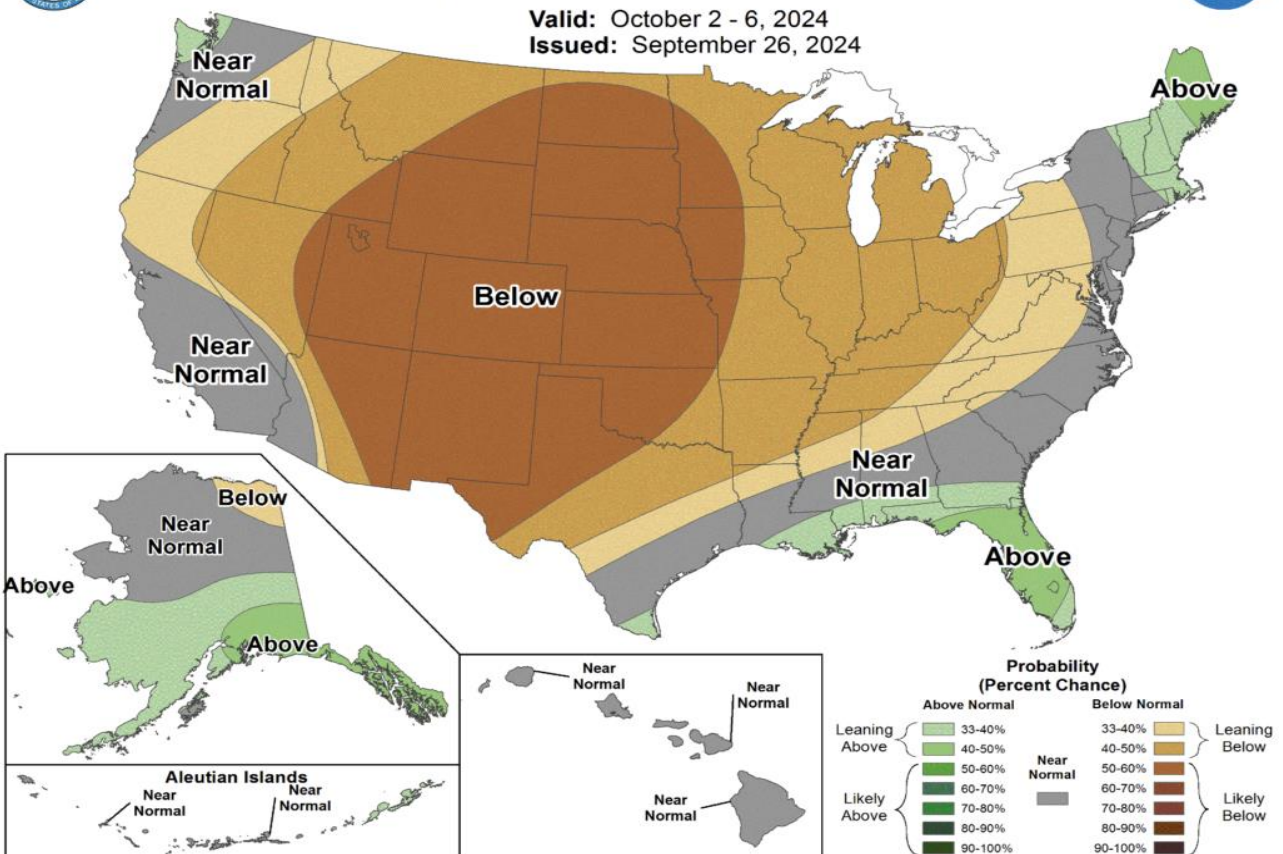 STATES OF
Valid: October 2 - 6, 2024
Issued: September 26, 2024
Near
Normal
Above
Below
Near
Normal
Near
Normal
Above
Below
Near
Normal
Above
Above
Near
Normal
Near
Normal
Near
Normal
Aleutian Islands
Near
Normal
Near
Normal
Probability
(Percent Chance)
Above Normal
Below Normal
Leaning
Above
33-40%
40-50%
50-60%
60-70%
70-80%
80-90%
90-100%
Likely
Above
Near
Normal
33-40%
40-50%
50-60%
60-70%
70-80%
80-90%
90-100%
Leaning
Below
Likely
Below